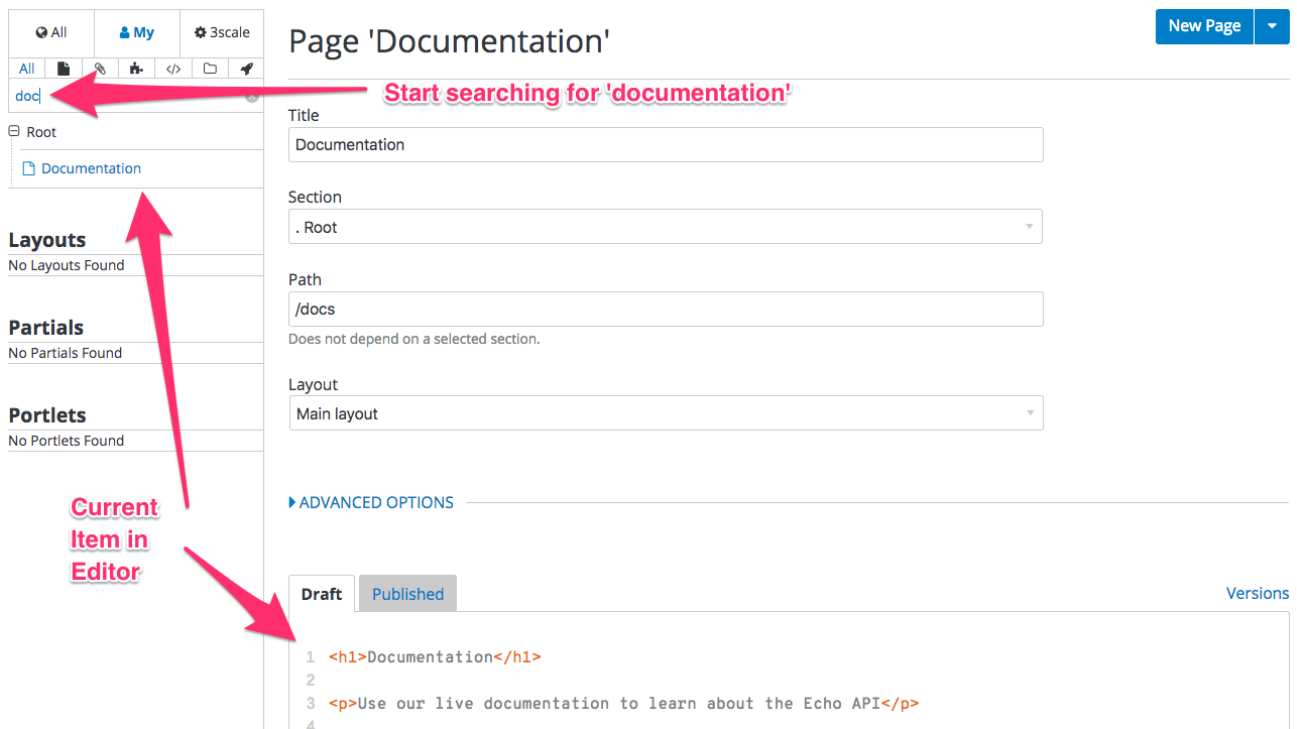 All
My
3scale
All
doc
Root
Documentation
Layouts
No Layouts Found
Partials
No Partials Found
Portlets
No Portlets Found
Current
Item in
Editor
Page 'Documentation'
New Page
Start searching for 'documentation'
Title
Documentation
Section
. Root
Path
/docs
Does not depend on a selected section.
Layout
Main layout
ADVANCED OPTIONS
Draft
Published
Versions
1 <h1>Documentation</h1>
2
3 <p>Use our live documentation to learn about the Echo API</p>
4